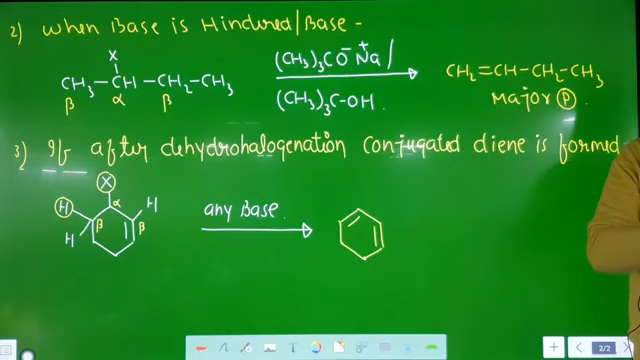 2) When Base is Hindured/Base -
X
CH3-CH-CH2-CH3
β α β
(CH3)3CO⁻Na⁺/
(CH3)3C-OH.
CH2=CH-CH2-CH3
Major P.
3) If after dehydrohalogenation conjugated diene is formed-
X
H α H
H β β
any Base.
T
2/2